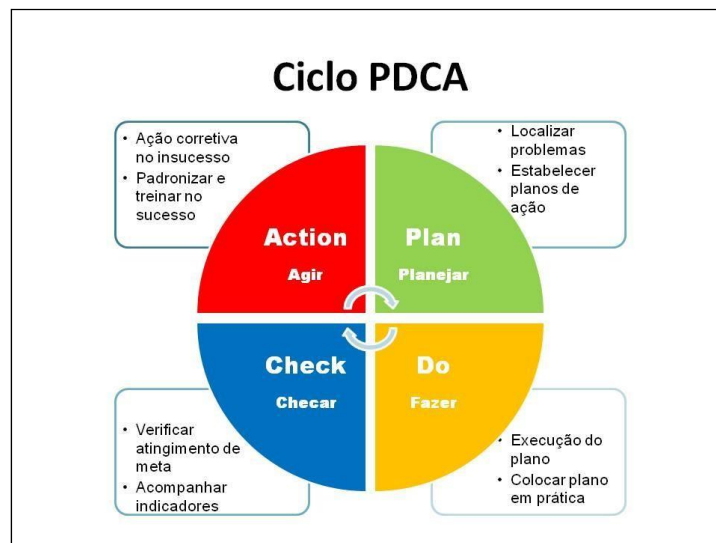 Ciclo PDCA
• Ação corretiva
no insucesso
• Padronizar e
treinar no
sucesso
• Localizar
problemas
• Estabelecer
planos de
ação
Action
Agir
Plan
Planejar
Check
Checar
Do
Fazer
• Verificar
atingimento de
meta
• Acompanhar
indicadores
• Execução do
plano
• Colocar plano
em prática